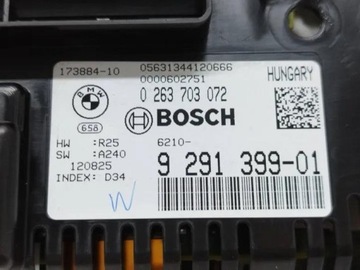 173884-10 05631344120666
0000602751 HUNGARY
BMW 0 263 703 072
658 BOSCH
HW :R25 6210-
SW :A240 9 291 399-01
120825
INDEX: D34
W